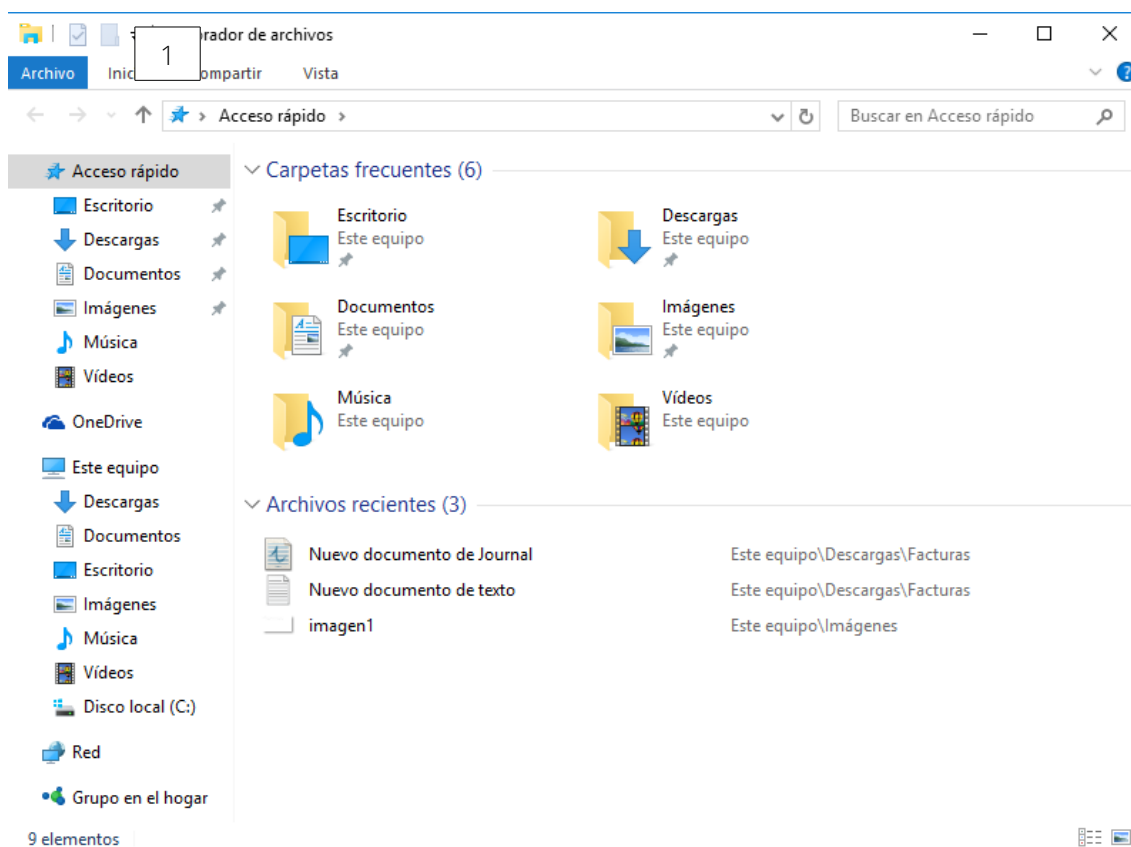 1
rador de archivos
Archivo Inic ompartir Vista
Acceso rápido
Buscar en Acceso rápido
Acceso rápido
Escritorio
Descargas
Documentos
Imágenes
Música
Vídeos
OneDrive
Este equipo
Descargas
Documentos
Escritorio
Imágenes
Música
Vídeos
Disco local (C:)
Red
Grupo en el hogar
Carpetas frecuentes (6)
Escritorio
Este equipo
Descargas
Este equipo
Documentos
Este equipo
Imágenes
Este equipo
Música
Este equipo
Vídeos
Este equipo
Archivos recientes (3)
Nuevo documento de Journal Este equipo\Descargas\Facturas
Nuevo documento de texto Este equipo\Descargas\Facturas
imagen1 Este equipo\Imágenes
9 elementos